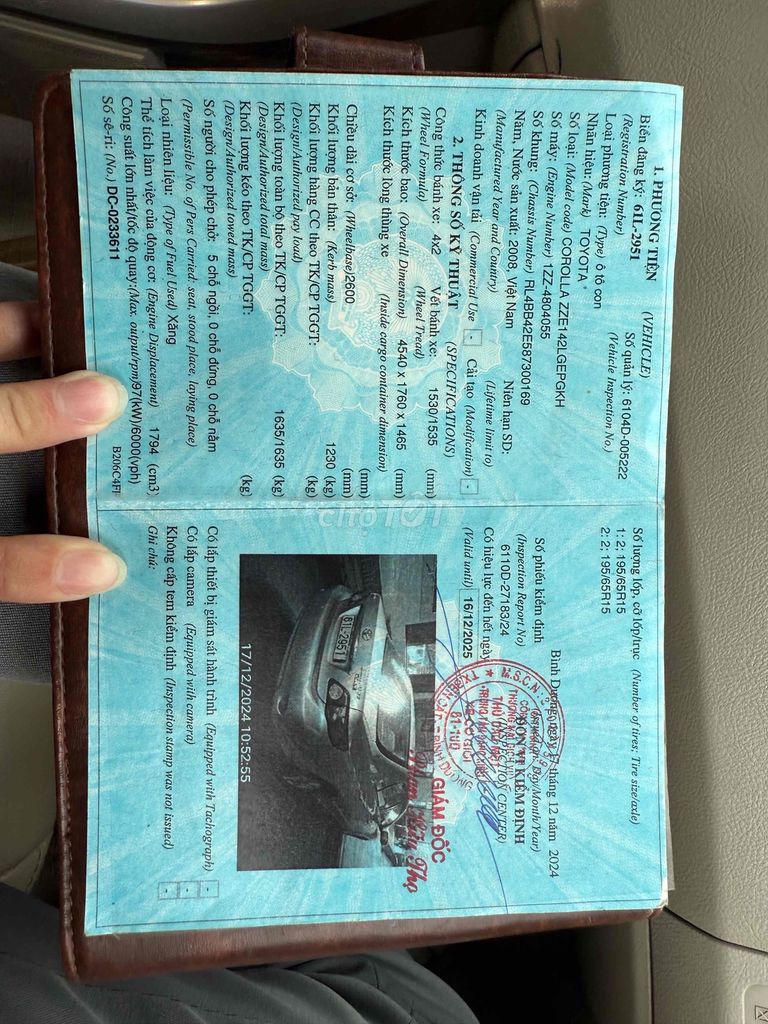 1. PHƯƠNG TIỆN (VEHICLE)
Biển đăng ký: 61L-2951 Số quản lý: 6104D-005222
(Registration Number) (Vehicle Inspection No.)
Loại phương tiện: (Type) ô tô con
Nhãn hiệu: (Mark) TOYOTA
Số loại: (Model code) COROLLA ZZE142LGEPGKH
Số máy: (Engine Number) 1ZZ-4804055
Số khung: (Chassis Number) RL4BB42E587300169
Năm, Nước sản xuất: 2008, Việt Nam Niên hạn SD:
(Manufactured Year and Country) (Lifetime limit to)
Kinh doanh vận tải (Commercial Use) - Cải tạo (Modification) -
2. THÔNG SỐ KỸ THUẬT (SPECIFICATIONS)
Công thức bánh xe: 4x2 Vết bánh xe: 1530/1535 (mm)
(Wheel Formula) (Wheel Tread)
Kích thước bao: (Overall Dimension) 4540 x 1760 x 1465 (mm)
Kích thước lòng thùng xe (Inside cargo container dimension)
(mm)
Chiều dài cơ sở: (Wheelbase) 2600 (mm)
Khối lượng bản thân: (Kerb mass) 1230 (kg)
Khối lượng hàng CC theo TK/CP TGGT: (kg)
(Design/Authorized pay load)
Khối lượng toàn bộ theo TK/CP TGGT: 1635/1635 (kg)
(Design/Authorized total mass)
Khối lượng kéo theo TK/CP TGGT: (kg)
(Design/Authorized towed mass)
Số người cho phép chở: 5 chỗ ngồi, 0 chỗ đứng, 0 chỗ nằm
(Permissible No. of Pers Carried: seat, stood place, laying place)
Loại nhiên liệu: (Type of Fuel Used) Xăng
Thể tích làm việc của động cơ: (Engine Displacement) 1794 (cm3)
Công suất lớn nhất/tốc độ quay:(Max. output/rpm)97(kW)/6000(vph)
Số sê-ri: (No.) DC-0233611
Số lượng lốp, cỡ lốp/trục (Number of tires; Tire size/axle)
1: 2; 195/65R15
2: 2; 195/65R15
Bình Dương, ngày 17 tháng 12 năm 2024
ĐƠN VỊ KIỂM ĐỊNH
(INSPECTION CENTER)
Số phiếu kiểm định
(Inspection Report No)
6110D-27183/24
Có hiệu lực đến hết ngày
(Valid until) 16/12/2025
M.S.C.N:
XE CƠ GIỚI
61-10D
GIÁM ĐỐC
61L-2951
17/12/2024 10:52:55
Có lắp thiết bị giám sát hành trình (Equipped with Tachograph) -
Có lắp camera (Equipped with camera) -
Không cấp tem kiểm định (Inspection stamp was not issued) -
Ghi chú:
CHỢ TỐT